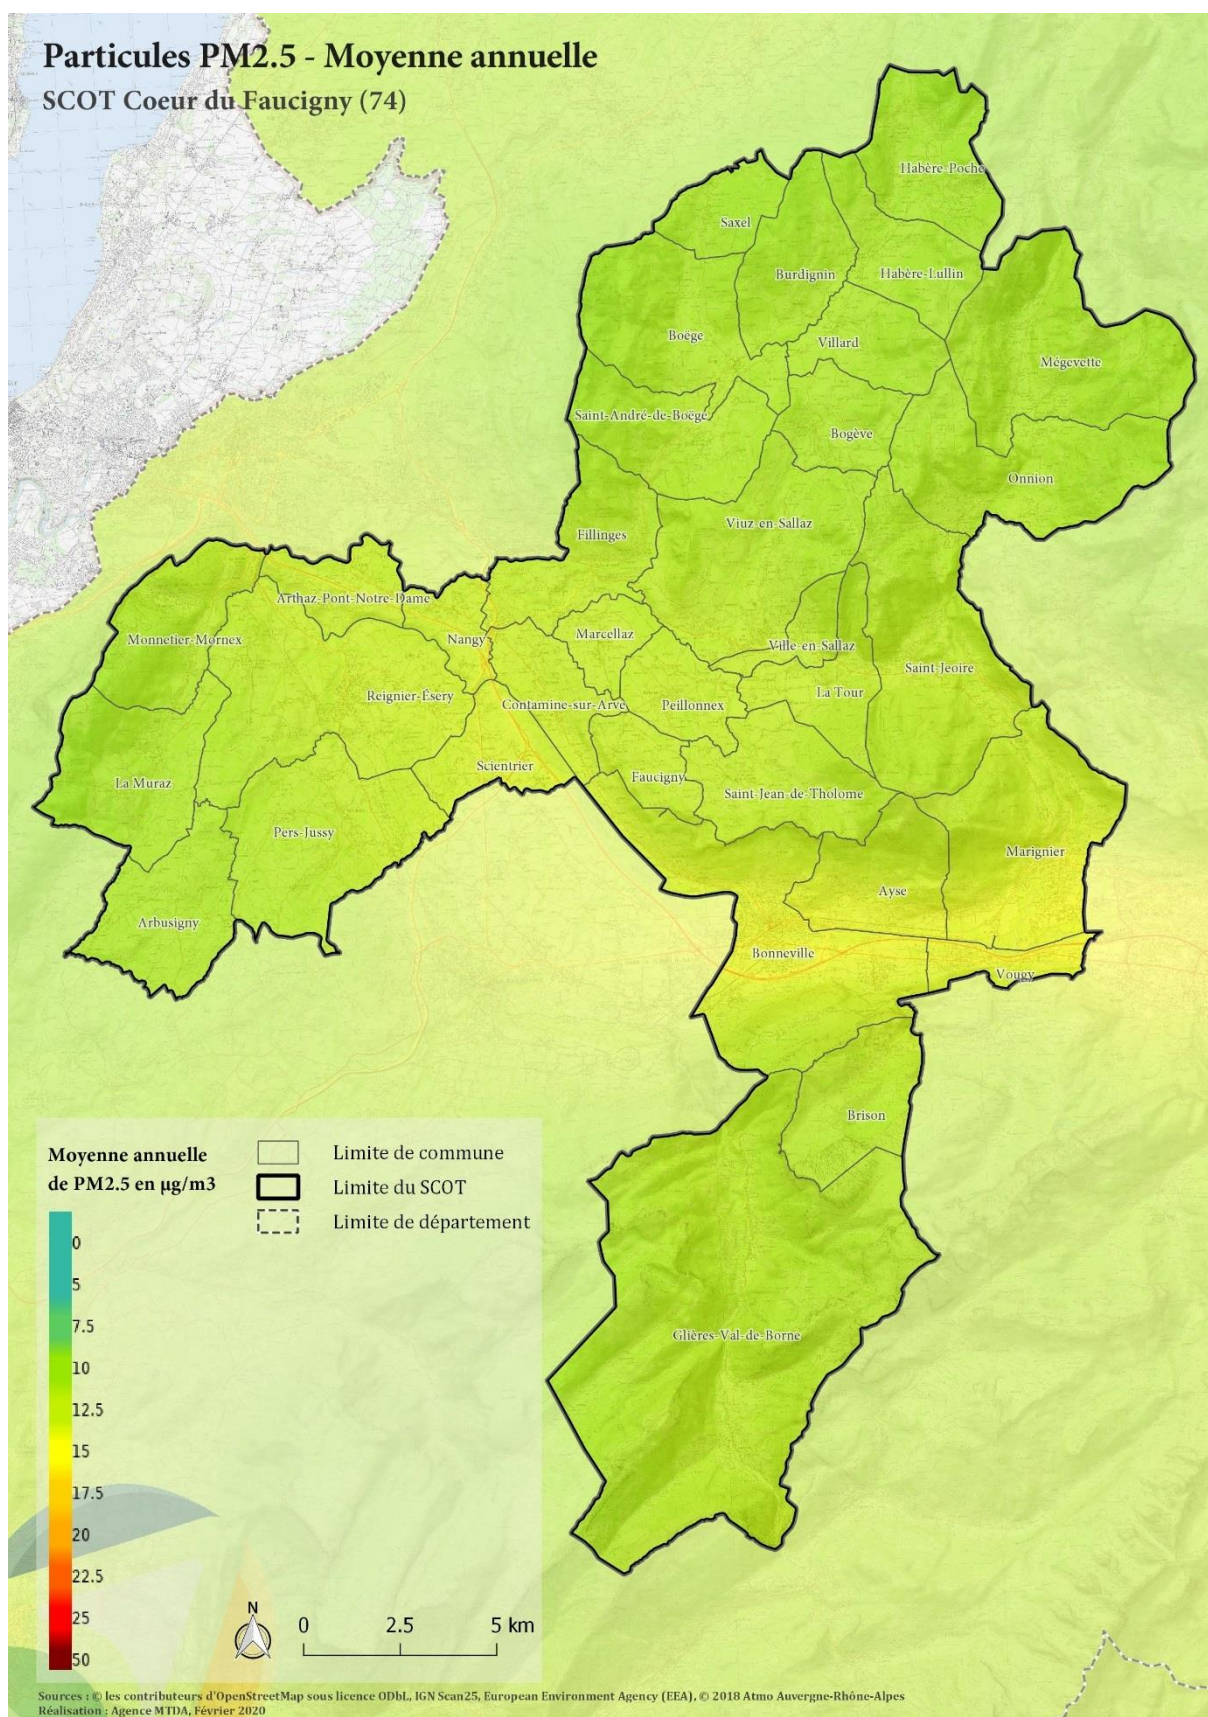 Particules PM2.5 - Moyenne annuelle
SCOT Coeur du Faucigny (74)
Habère-Poche
Saxel
Burdignin
Habère-Lullin
Boëge
Villard
Mégevette
Saint-André-de-Boëge
Bogève
Onnion
Viuz-en-Sallaz
Fillinges
Arthaz-Pont-Notre-Dame
Monnetier-Mornex
Nangy
Marcellaz
Ville-en-Sallaz
Saint-Jeoire
Reignier-Ésery
Contamine-sur-Arve
Peillonnex
La Tour
Scientrier
Faucigny
La Muraz
Saint-Jean-de-Tholome
Pers-Jussy
Marignier
Ayse
Arbusigny
Bonneville
Vougy
Brison
Glières-Val-de-Borne
Moyenne annuelle
de PM2.5 en µg/m3
Limite de commune
Limite du SCOT
Limite de département
0
5
7.5
10
12.5
15
17.5
20
22.5
25
50
N
0 2.5 5 km
Sources : © les contributeurs d'OpenStreetMap sous licence ODbL, IGN Scan25, European Environment Agency (EEA), © 2018 Atmo Auvergne-Rhône-Alpes
Réalisation : Agence MTDA, Février 2020